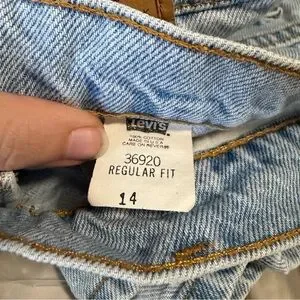 Levi's
100% COTTON
MADE IN U.S.A.
CARE ON REVERSE
36920
REGULAR FIT
14